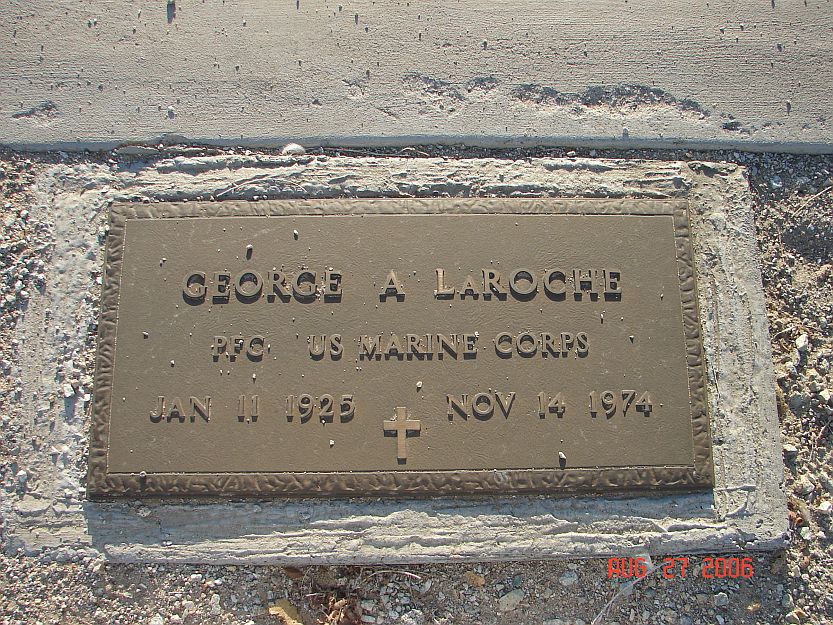 GEORGE A LAROCHE
PFC US MARINE CORPS
JAN 11 1925 NOV 14 1974
AUG 27 2006